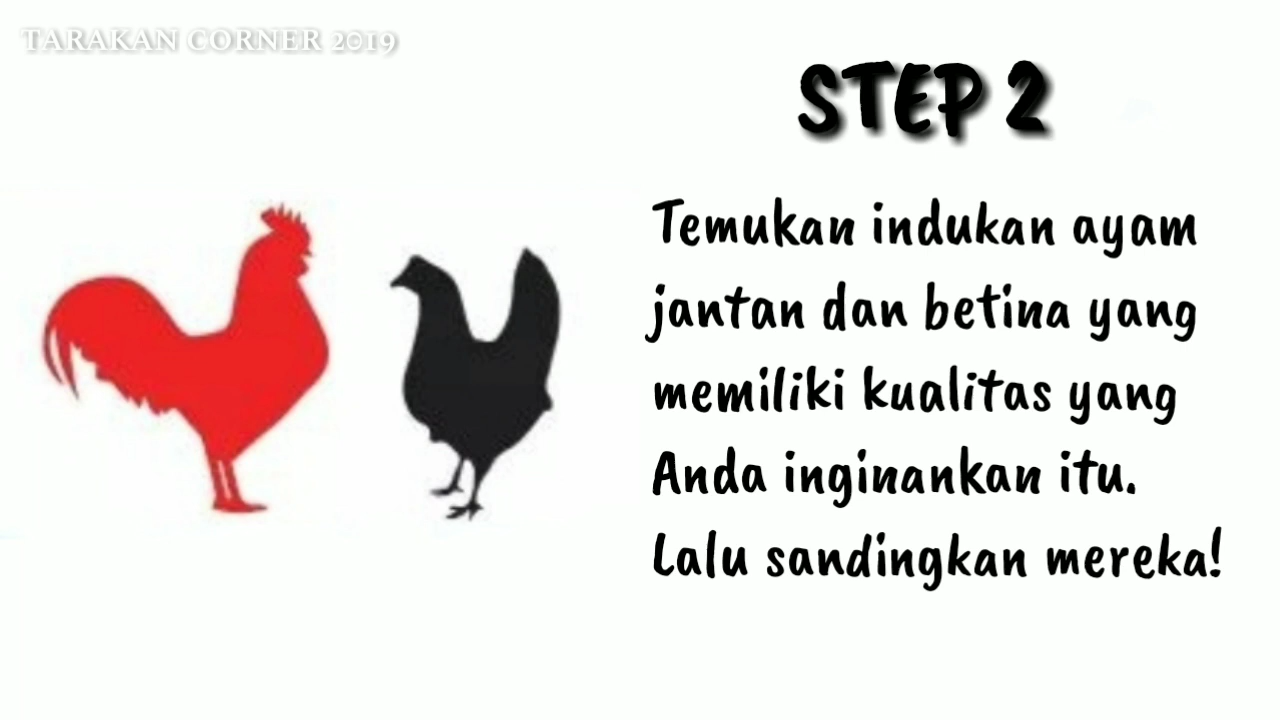 TARAKAN CORNER 2019
STEP 2
Temukan indukan ayam
jantan dan betina yang
memiliki kualitas yang
Anda inginankan itu.
Lalu sandingkan mereka!